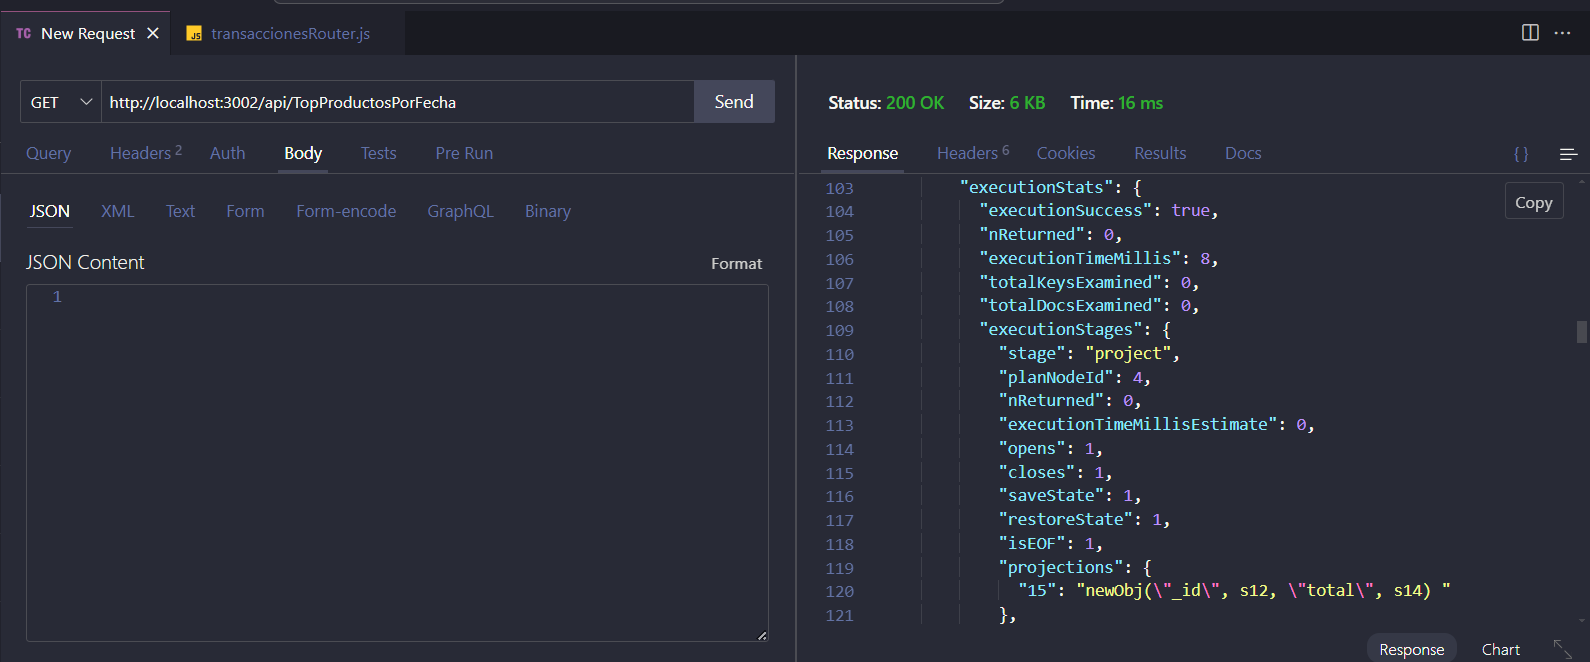 TC New Request
JS transaccionesRouter.js
GET
http://localhost:3002/api/TopProductosPorFecha
Send
Query
Headers 2
Auth
Body
Tests
Pre Run
JSON
XML
Text
Form
Form-encode
GraphQL
Binary
JSON Content
Format
1
Status: 200 OK
Size: 6 KB
Time: 16 ms
Response
Headers 6
Cookies
Results
Docs
{ }
Copy
103 "executionStats": {
104 "executionSuccess": true,
105 "nReturned": 0,
106 "executionTimeMillis": 8,
107 "totalKeysExamined": 0,
108 "totalDocsExamined": 0,
109 "executionStages": {
110 "stage": "project",
111 "planNodeId": 4,
112 "nReturned": 0,
113 "executionTimeMillisEstimate": 0,
114 "opens": 1,
115 "closes": 1,
116 "saveState": 1,
117 "restoreState": 1,
118 "isEOF": 1,
119 "projections": {
120 "15": "newObj(\"_id\", s12, \"total\", s14) "
121 },
Response
Chart